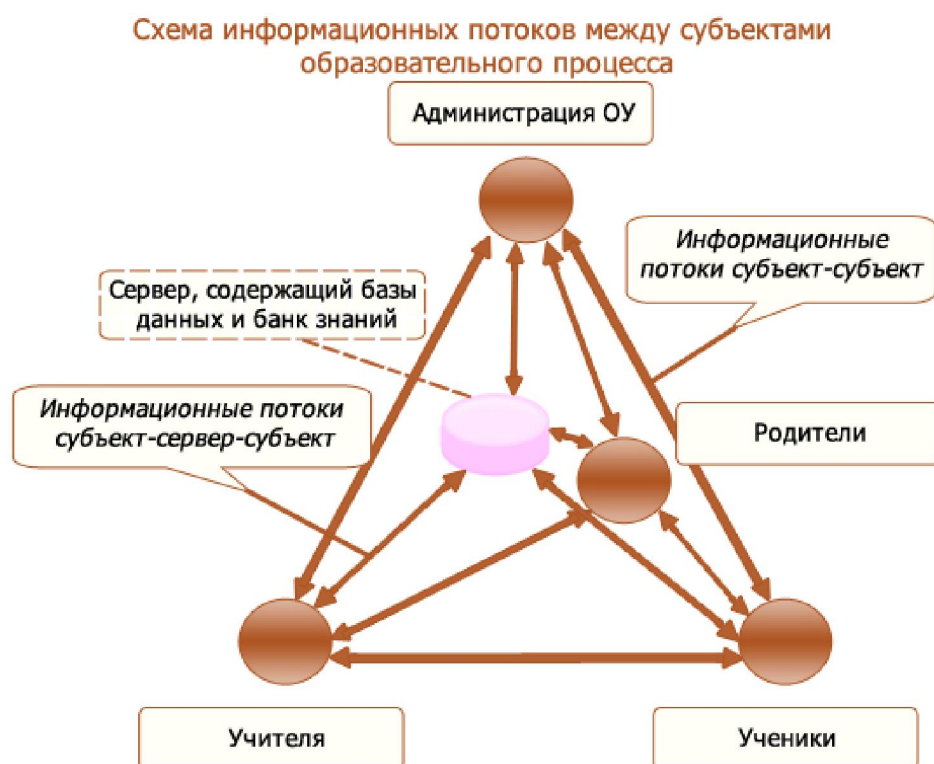 Схема информационных потоков между субъектами
образовательного процесса
Администрация ОУ
Информационные
потоки субъект-субъект
Сервер, содержащий базы
данных и банк знаний
Информационные потоки
субъект-сервер-субъект
Родители
Учителя
Ученики